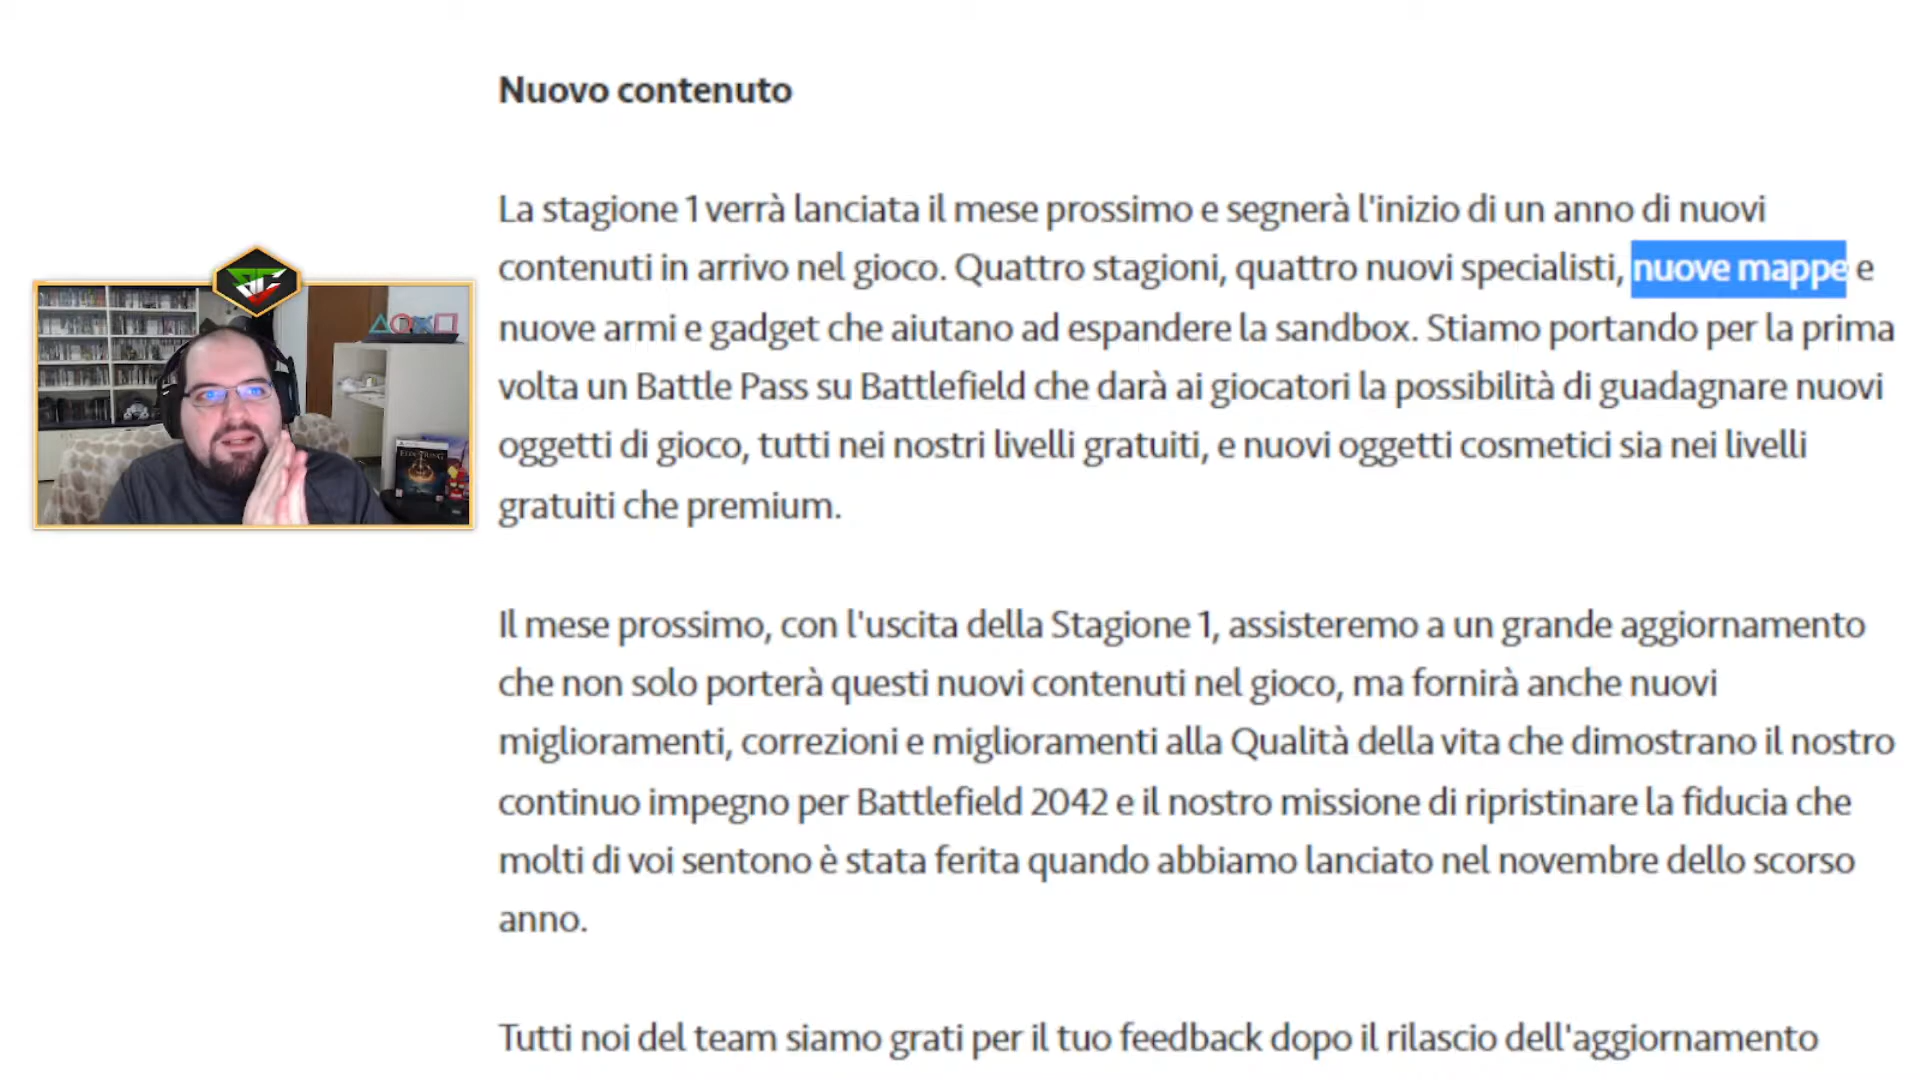 Nuovo contenuto
La stagione 1 verrà lanciata il mese prossimo e segnerà l'inizio di un anno di nuovi
contenuti in arrivo nel gioco. Quattro stagioni, quattro nuovi specialisti, nuove mappe e
nuove armi e gadget che aiutano ad espandere la sandbox. Stiamo portando per la prima
volta un Battle Pass su Battlefield che darà ai giocatori la possibilità di guadagnare nuovi
oggetti di gioco, tutti nei nostri livelli gratuiti, e nuovi oggetti cosmetici sia nei livelli
gratuiti che premium.
Il mese prossimo, con l'uscita della Stagione 1, assisteremo a un grande aggiornamento
che non solo porterà questi nuovi contenuti nel gioco, ma fornirà anche nuovi
miglioramenti, correzioni e miglioramenti alla Qualità della vita che dimostrano il nostro
continuo impegno per Battlefield 2042 e il nostro missione di ripristinare la fiducia che
molti di voi sentono è stata ferita quando abbiamo lanciato nel novembre dello scorso
anno.
Tutti noi del team siamo grati per il tuo feedback dopo il rilascio dell'aggiornamento
ELDEN RING